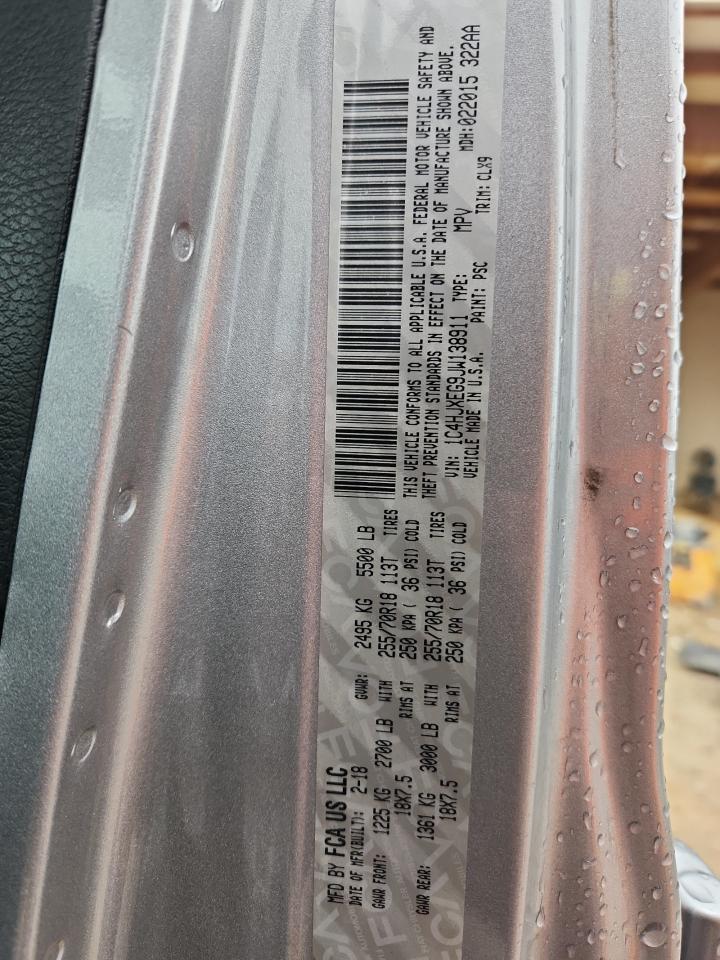 MFD BY FCA US LLC
DATE OF MFR(BUILT): 2-18 GVWR: 2495 KG 5500 LB
GAWR FRONT: 1225 KG 2700 LB WITH 255/70R18 113T TIRES
18X7.5 RIMS AT 250 KPA ( 36 PSI) COLD
GAWR REAR: 1361 KG 3000 LB WITH 255/70R18 113T TIRES
18X7.5 RIMS AT 250 KPA ( 36 PSI) COLD
THIS VEHICLE CONFORMS TO ALL APPLICABLE U.S.A. FEDERAL MOTOR VEHICLE SAFETY AND
THEFT PREVENTION STANDARDS IN EFFECT ON THE DATE OF MANUFACTURE SHOWN ABOVE.
VIN: 1C4HJXEG9JW138911 TYPE: MPV MDH:022015 322AA
VEHICLE MADE IN U.S.A. PAINT: PSC TRIM: CLX9